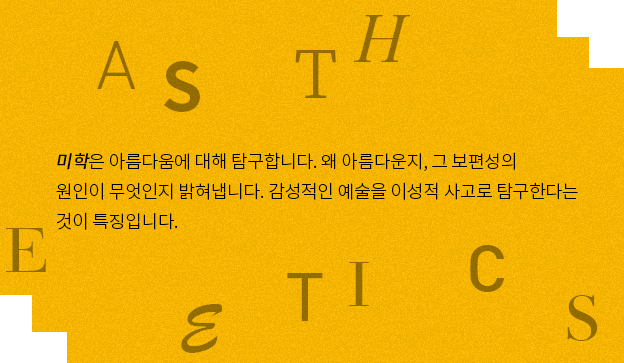 A S T H
미학은 아름다움에 대해 탐구합니다. 왜 아름다운지, 그 보편성의
원인이 무엇인지 밝혀냅니다. 감성적인 예술을 이성적 사고로 탐구한다는
것이 특징입니다.
E E T I C S